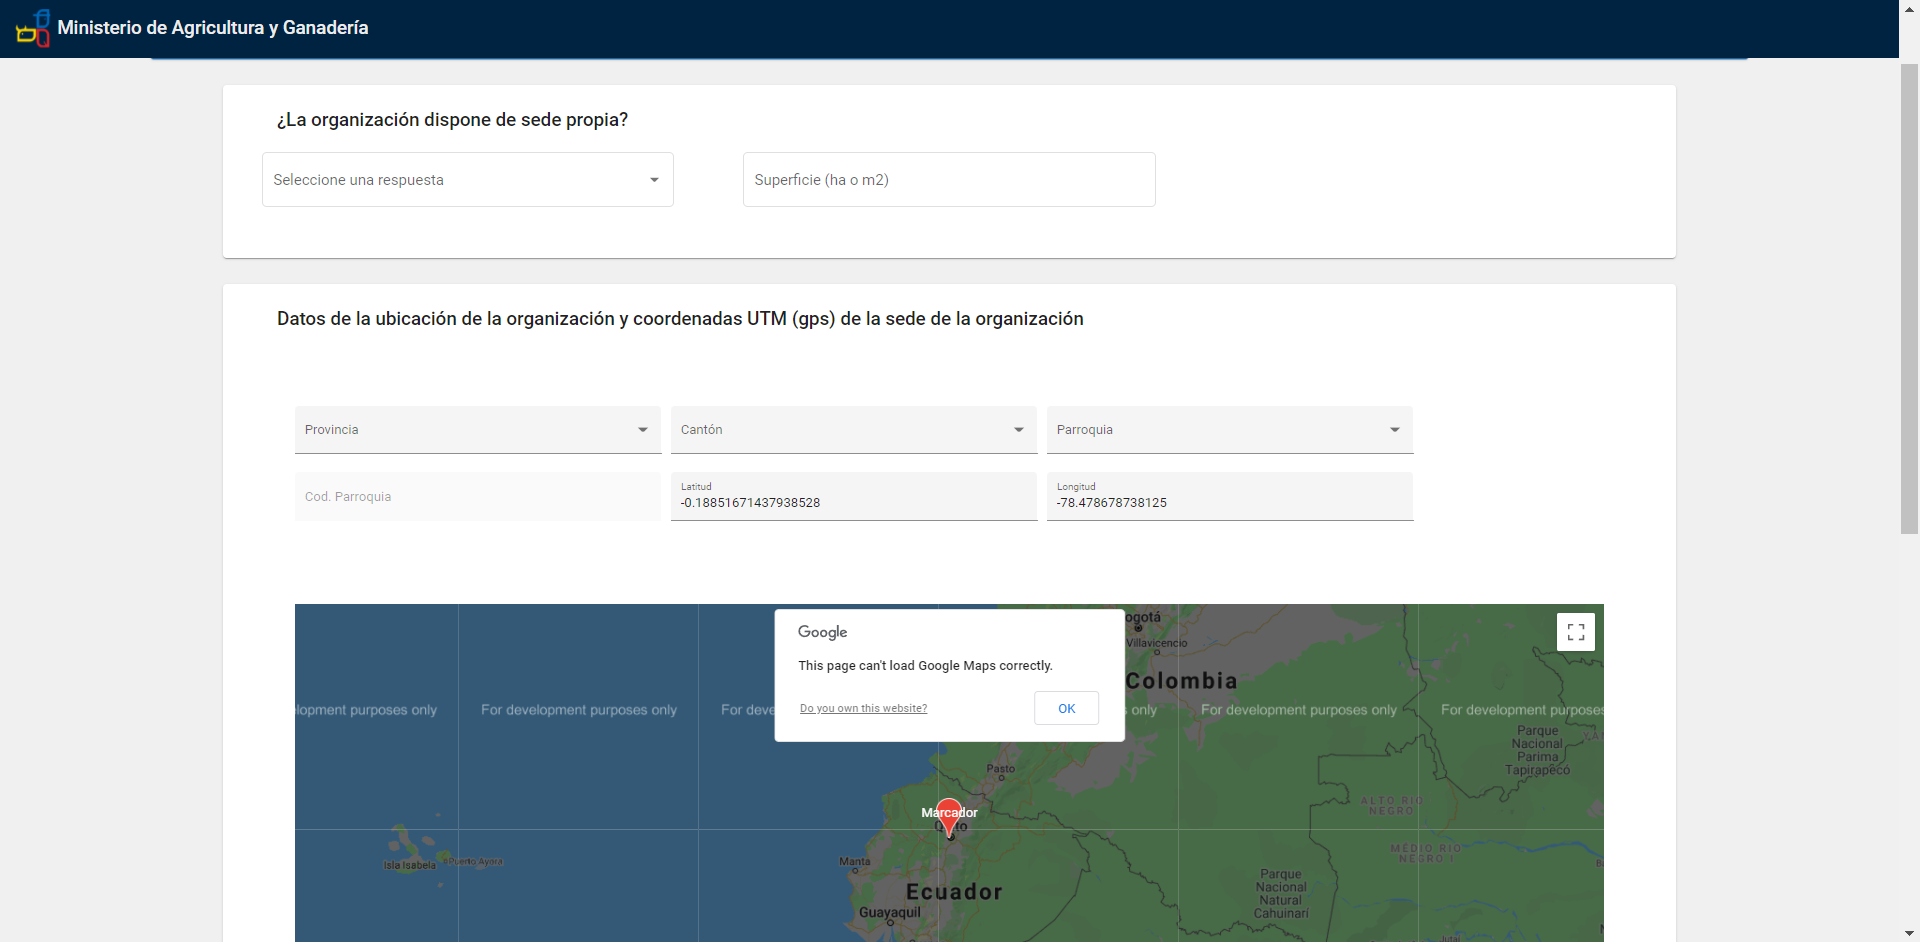 Ministerio de Agricultura y Ganadería
¿La organización dispone de sede propia?
Seleccione una respuesta
Superficie (ha o m2)
Datos de la ubicación de la organización y coordenadas UTM (gps) de la sede de la organización
Provincia
Cantón
Parroquia
Cod. Parroquia
Latitud
-0.18851671437938528
Longitud
-78.478678738125
Google
This page can't load Google Maps correctly.
Do you own this website?
OK
ogotá
Villavicencio
Colombia
lopment purposes only
For development purposes only
For deve
s only
For development purposes only
For development purposes
Parque
Nacional
Parima
Tapirapecó
Pasto
ALTO RIO
NEGRO
Marcador
Quito
MÉDIO RIO
NEGRO I
Isla Isabela
Puerto Ayora
Manta
Ecuador
Parque
Nacional
Natural
Cahuinarí
Guayaquil